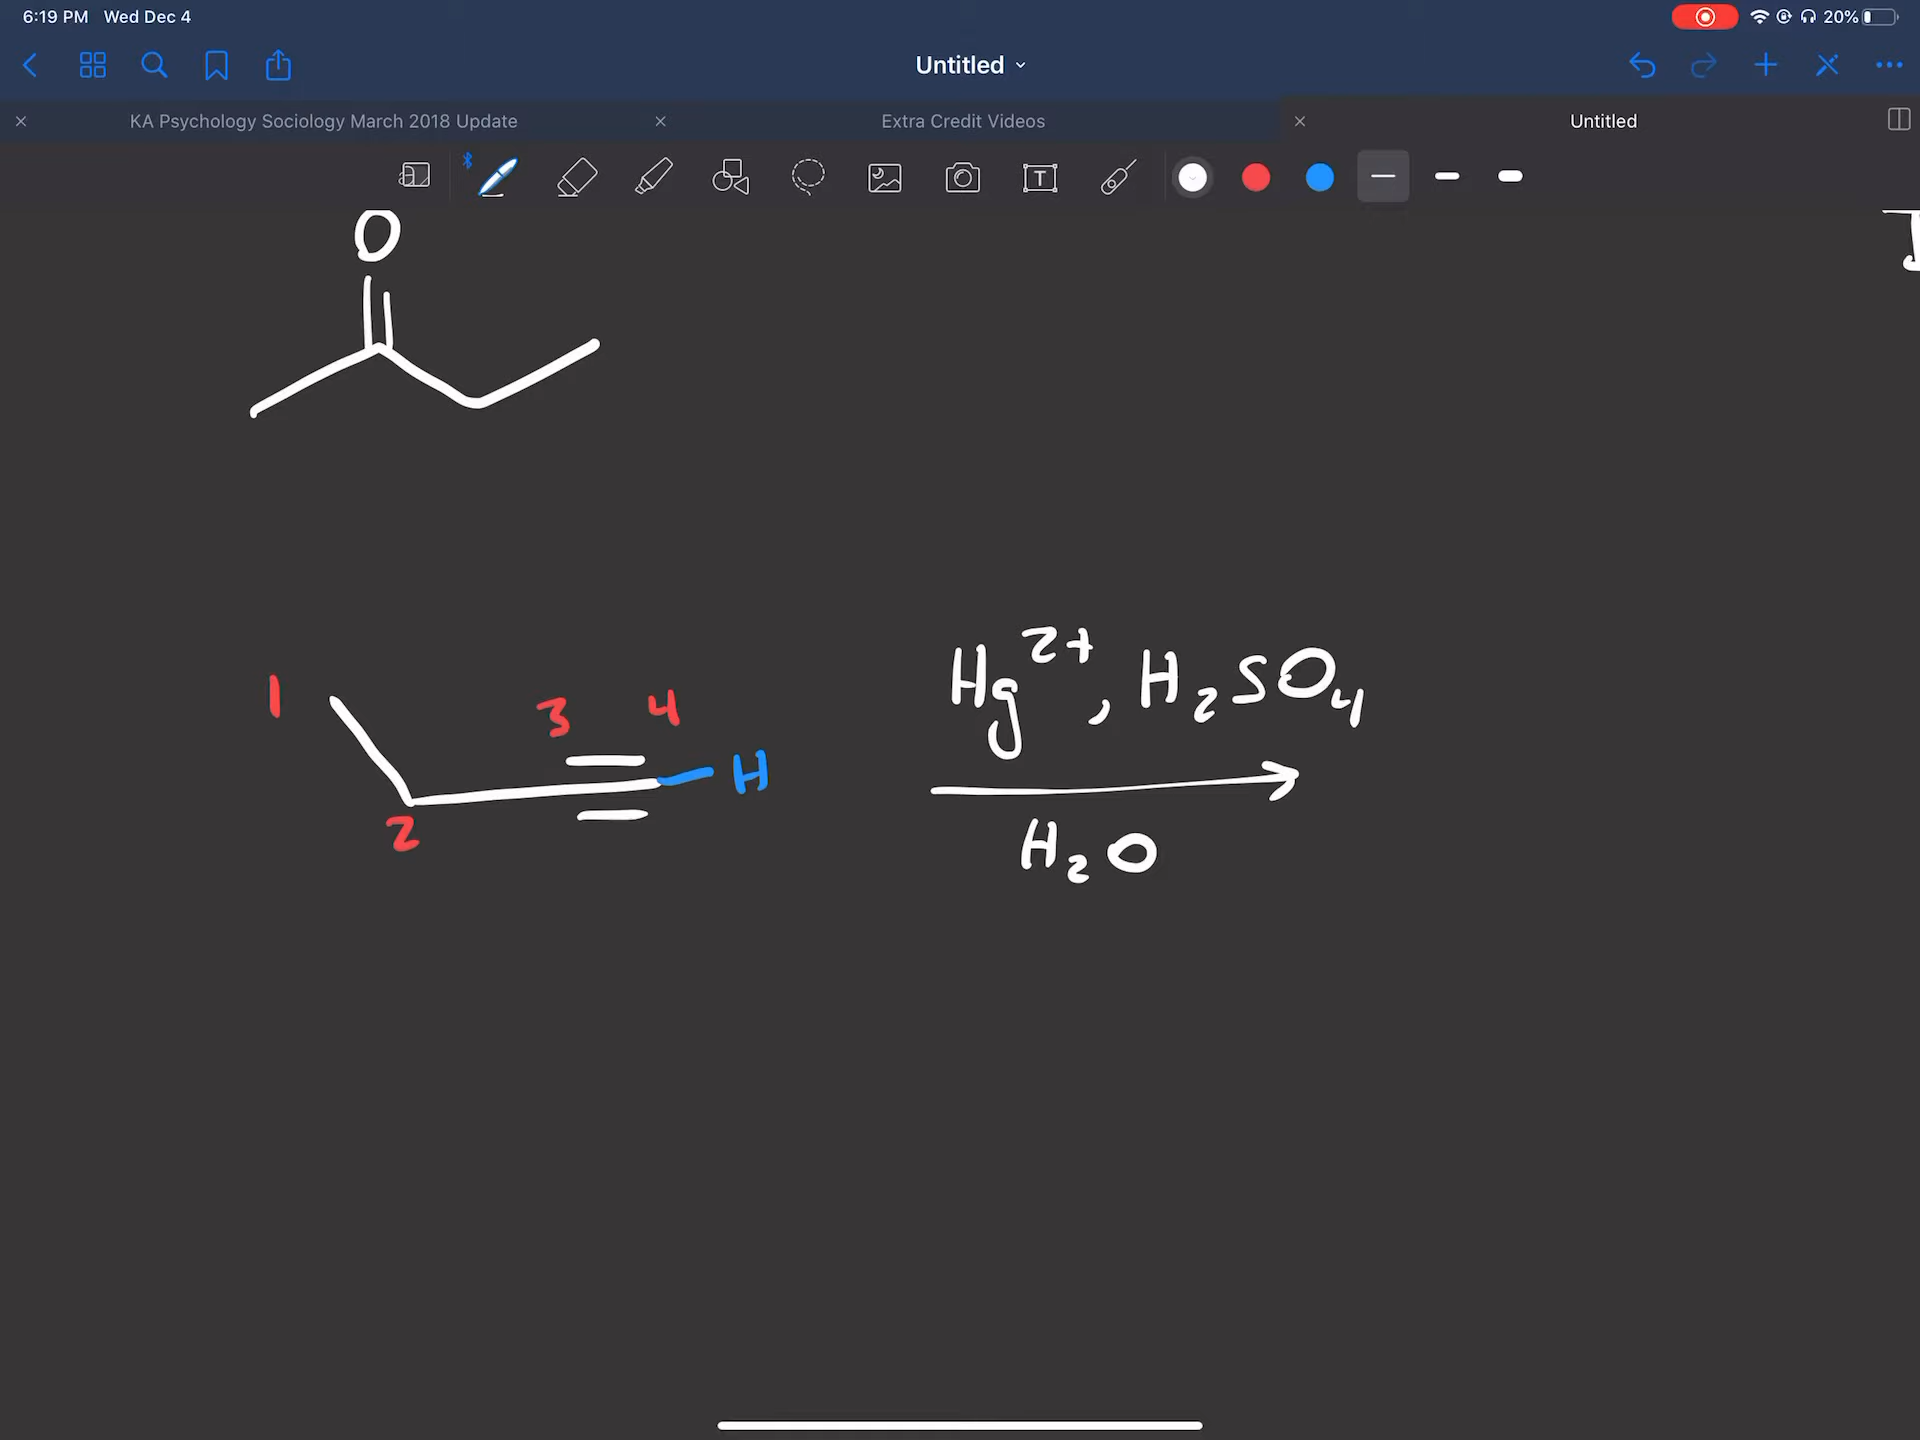 6:19 PM Wed Dec 4
20%
Untitled
KA Psychology Sociology March 2018 Update
Extra Credit Videos
Untitled
T
O
Hg²⁺, H₂SO₄
1
3 4
H
2
H₂O